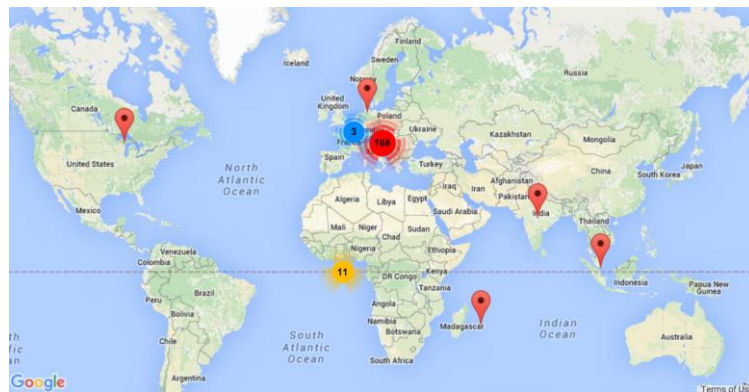 Iceland
Finland
Sweden
Norway
Russia
Canada
United
Kingdom
Poland
3
168
Ukraine
Kazakhstan
Mongolia
Spain
United States
North
Atlantic
Ocean
Turkey
Japan
South Korea
China
Afghanistan
Iraq
Iran
Pakistan
Algeria
Libya
Egypt
Saudi Arabia
India
Mexico
Mali
Niger
Chad
Sudan
Thailand
Nigeria
Ethiopia
Venezuela
Colombia
11
DR Congo
Kenya
Indonesia
Papua New
Guinea
Tanzania
Brazil
Peru
Angola
Bolivia
Namibia
Madagascar
Botswana
Indian
Ocean
South
Atlantic
Ocean
Australia
Chile
South Africa
Argentina
Google
Terms of Us